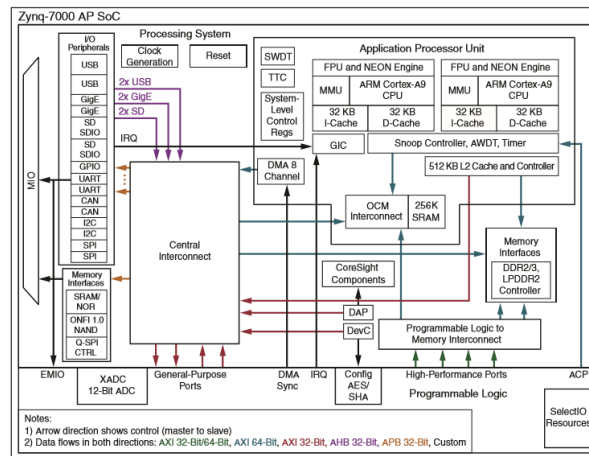 Zynq-7000 AP SoC
I/O
Peripherals
USB
USB
GigE
GigE
SD
SDIO
SD
SDIO
GPIO
UART
UART
CAN
CAN
I2C
I2C
SPI
SPI
MIO
Memory
Interfaces
SRAM/
NOR
ONFI 1.0
NAND
Q-SPI
CTRL
EMIO
Processing System
Clock
Generation
Reset
2x USB
2x GigE
2x SD
IRQ
Central
Interconnect
SWDT
TTC
System-
Level
Control
Regs
DMA 8
Channel
Application Processor Unit
FPU and NEON Engine
MMU
ARM Cortex-A9
CPU
32 KB
I-Cache
32 KB
D-Cache
FPU and NEON Engine
MMU
ARM Cortex-A9
CPU
32 KB
I-Cache
32 KB
D-Cache
GIC
Snoop Controller, AWDT, Timer
512 KB L2 Cache and Controller
OCM
Interconnect
256K
SRAM
CoreSight
Components
DAP
DevC
Memory
Interfaces
DDR2/3,
LPDDR2
Controller
Programmable Logic to
Memory Interconnect
XADC
12-Bit ADC
General-Purpose
Ports
DMA
Sync
IRQ
Config
AES/
SHA
High-Performance Ports
ACP
Programmable Logic
SelectIO
Resources
Notes:
1) Arrow direction shows control (master to slave)
2) Data flows in both directions: AXI 32-Bit/64-Bit, AXI 64-Bit, AXI 32-Bit, AHB 32-Bit, APB 32-Bit, Custom